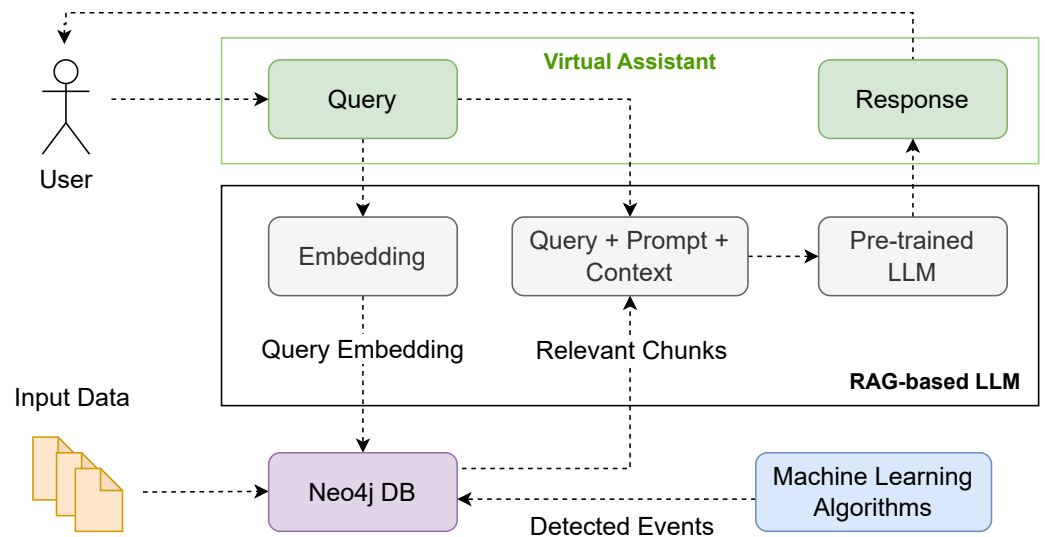 Virtual Assistant
Query
Response
User
Embedding
Query + Prompt +
Context
Pre-trained
LLM
Query Embedding
Relevant Chunks
RAG-based LLM
Input Data
Neo4j DB
Machine Learning
Algorithms
Detected Events